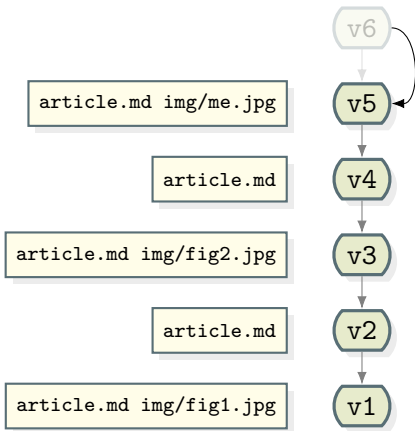 v6
article.md img/me.jpg v5
article.md v4
article.md img/fig2.jpg v3
article.md v2
article.md img/fig1.jpg v1